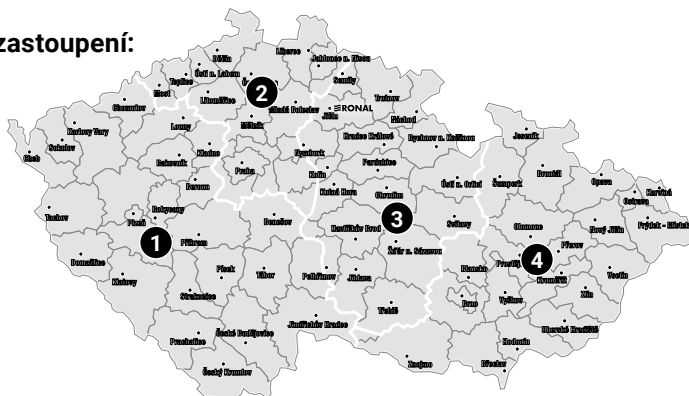 zastoupení:
Děčín
Liberec
Jablonec n. Nisou
Ústí n. Labem
Teplice
Semily
Most
2
Trutnov
Litoměřice
Chomutov
Mladá Boleslav
Jičín
RONAL
Náchod
Louny
Mělník
Karlovy Vary
Hradec Králové
Rychnov n. Kněžnou
Jeseník
Sokolov
Kladno
Nymburk
Cheb
Rakovník
Praha
Kolín
Pardubice
Bruntál
Opava
Beroun
Kutná Hora
Chrudim
Ústí n. Orlicí
Šumperk
Karviná
Ostrava
Tachov
Rokycany
Plzeň
Benešov
3
Svitavy
Olomouc
Nový Jičín
Frýdek - Místek
1
Příbram
Havlíčkův Brod
Žďár n. Sázavou
Přerov
Domažlice
4
Klatovy
Písek
Tábor
Pelhřimov
Jihlava
Blansko
Kroměříž
Vsetín
Strakonice
Třebíč
Brno
Vyškov
Zlín
Jindřichův Hradec
Uherské Hradiště
Prachatice
České Budějovice
Hodonín
Český Krumlov
Znojmo
Břeclav